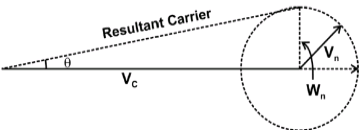 Resultant Carrier
θ
V_c
V_n
W_n